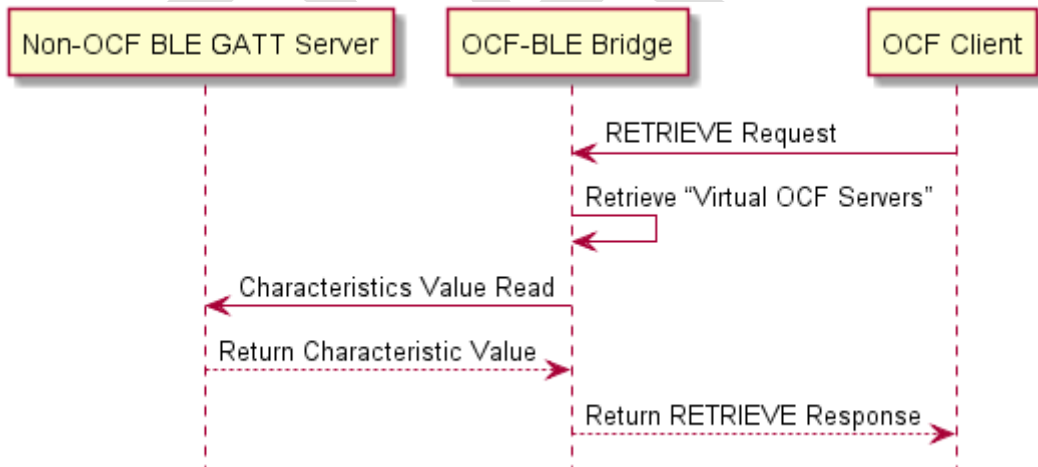 Non-OCF BLE GATT Server
OCF-BLE Bridge
OCF Client
RETRIEVE Request
Retrieve “Virtual OCF Servers”
Characteristics Value Read
Return Characteristic Value
Return RETRIEVE Response